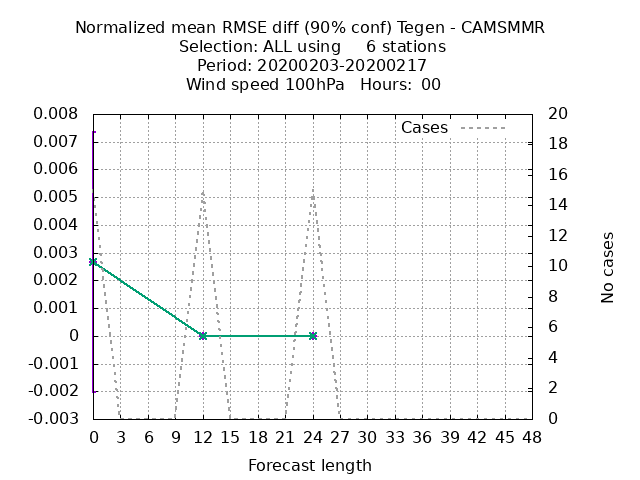 Normalized mean RMSE diff (90% conf) Tegen - CAMSMMR
Selection: ALL using     6 stations
Period: 20200203-20200217
Wind speed 100hPa   Hours:  00
Cases
0.008
0.007
0.006
0.005
0.004
0.003
0.002
0.001
0
-0.001
-0.002
-0.003
20
18
16
14
12
10
8
6
4
2
0
No cases
0 3 6 9 12 15 18 21 24 27 30 33 36 39 42 45 48
Forecast length